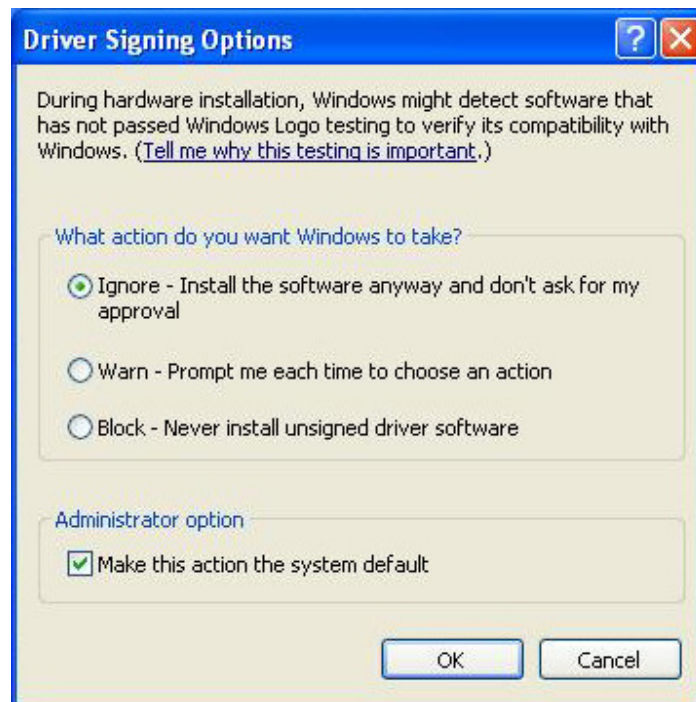 Driver Signing Options
During hardware installation, Windows might detect software that
has not passed Windows Logo testing to verify its compatibility with
Windows. (Tell me why this testing is important.)
What action do you want Windows to take?
Ignore - Install the software anyway and don't ask for my
approval
Warn - Prompt me each time to choose an action
Block - Never install unsigned driver software
Administrator option
Make this action the system default
OK Cancel